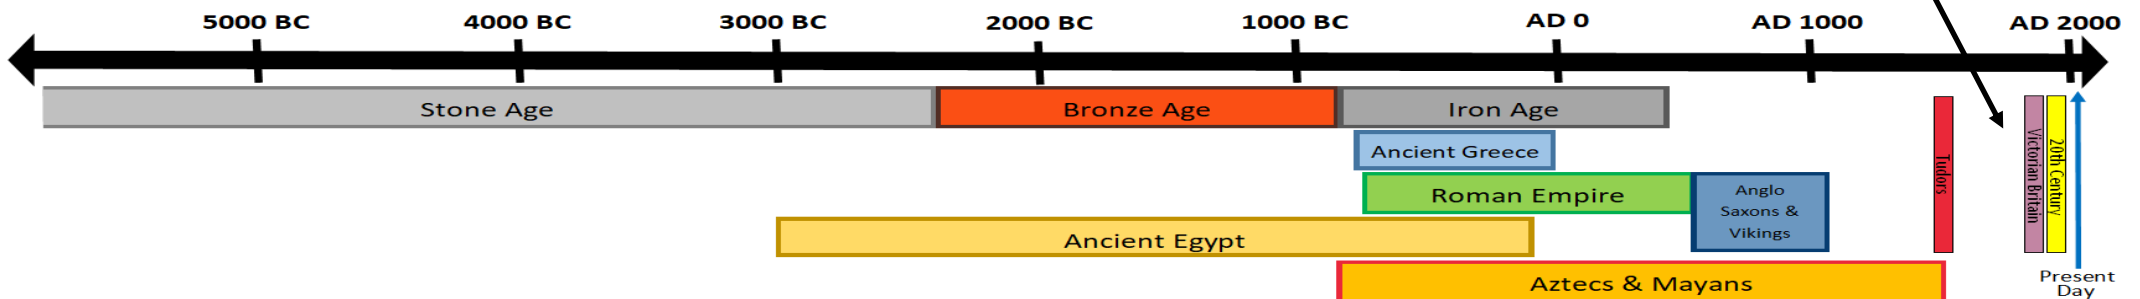 5000 BC 4000 BC 3000 BC 2000 BC 1000 BC AD 0 AD 1000 AD 2000
Stone Age Bronze Age Iron Age
Ancient Greece
Roman Empire
Anglo
Saxons &
Vikings
Ancient Egypt
Aztecs & Mayans
Tudors
Victorian Britain
20th Century
Present
Day